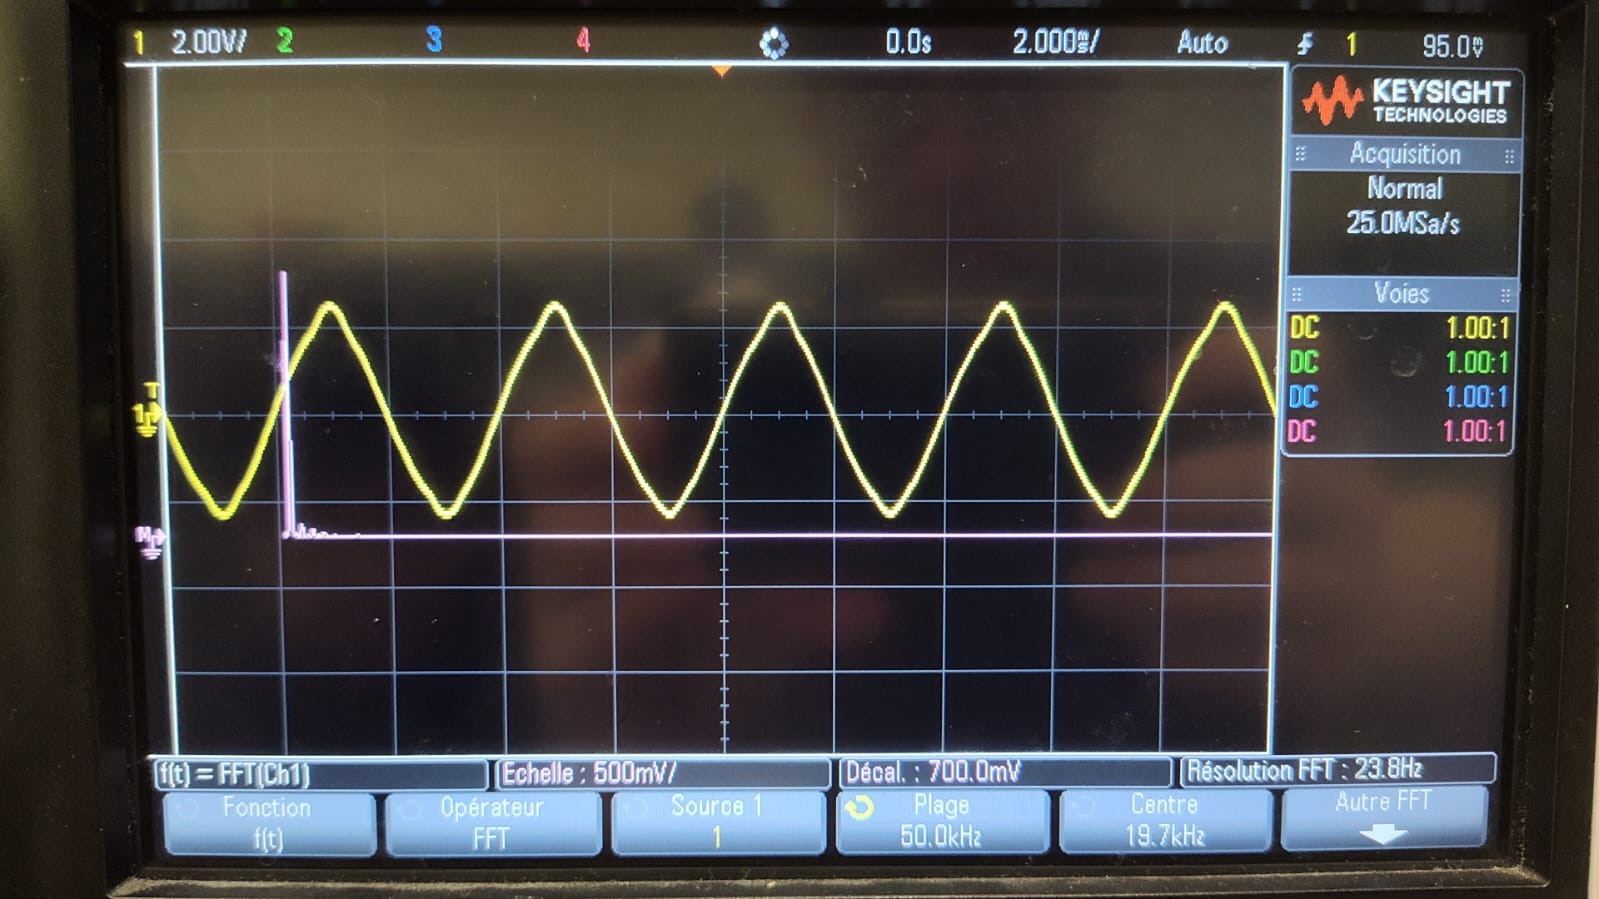 1 2.00V/ 2 3 4 0.0s 2.000ms/ Auto 1 95.0mV
KEYSIGHT
TECHNOLOGIES
Acquisition
Normal
25.0MSa/s
Voies
DC 1.00:1
DC 1.00:1
DC 1.00:1
DC 1.00:1
T
1
M
f(t) = FFT(Ch1) Echelle : 500mV/ Décal. : 700.0mV Résolution FFT : 23.8Hz
Fonction Opérateur Source 1 Plage Centre Autre FFT
f(t) FFT 1 50.0kHz 19.7kHz